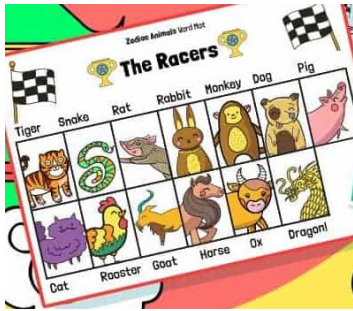 Zodiac Animals Word Mat
The Racers
Tiger Snake Rat Rabbit Monkey Dog Pig
Cat Rooster Goat Horse Ox Dragon